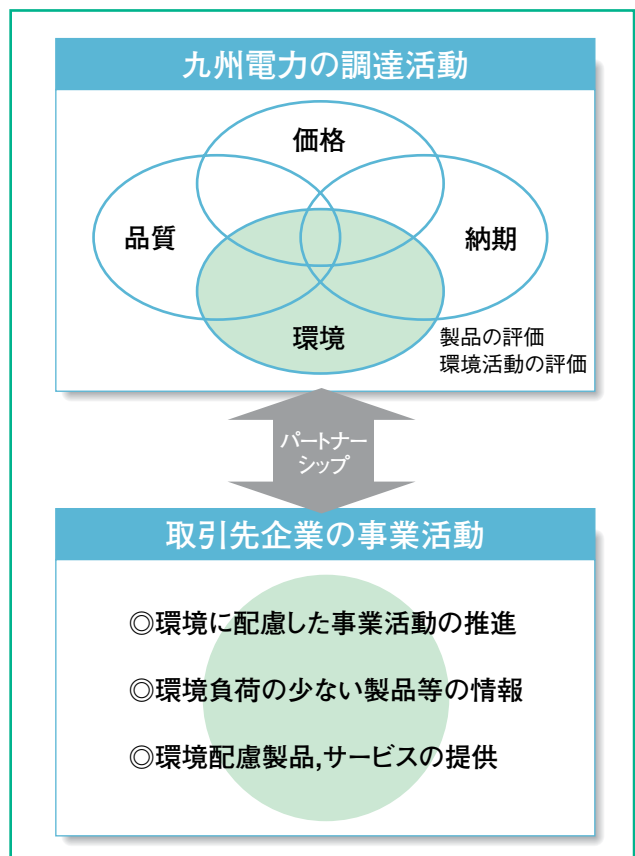 九州電力の調達活動
価格
品質
納期
環境
製品の評価
環境活動の評価
パートナー
シップ
取引先企業の事業活動
◎環境に配慮した事業活動の推進
◎環境負荷の少ない製品等の情報
◎環境配慮製品,サービスの提供